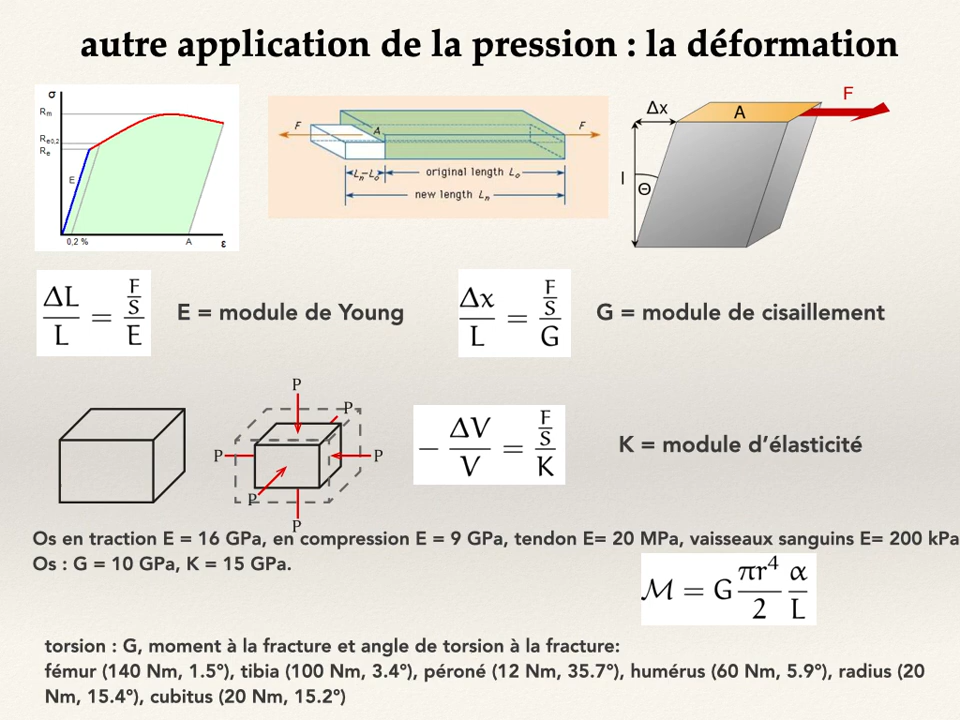 autre application de la pression : la déformation
σ
Rm
Re0,2
Re
E
0,2 %
A
ε
F
A
F
Ln-Lo
original length Lo
new length Ln
Δx
A
F
l
Θ
ΔL/L = (F/S)/E
E = module de Young
Δx/L = (F/S)/G
G = module de cisaillement
P
P
P
P
P
P
− ΔV/V = (F/S)/K
K = module d’élasticité
Os en traction E = 16 GPa, en compression E = 9 GPa, tendon E= 20 MPa, vaisseaux sanguins E= 200 kPa
Os : G = 10 GPa, K = 15 GPa.
M = G πr⁴/2 α/L
torsion : G, moment à la fracture et angle de torsion à la fracture:
fémur (140 Nm, 1.5°), tibia (100 Nm, 3.4°), péroné (12 Nm, 35.7°), humérus (60 Nm, 5.9°), radius (20
Nm, 15.4°), cubitus (20 Nm, 15.2°)